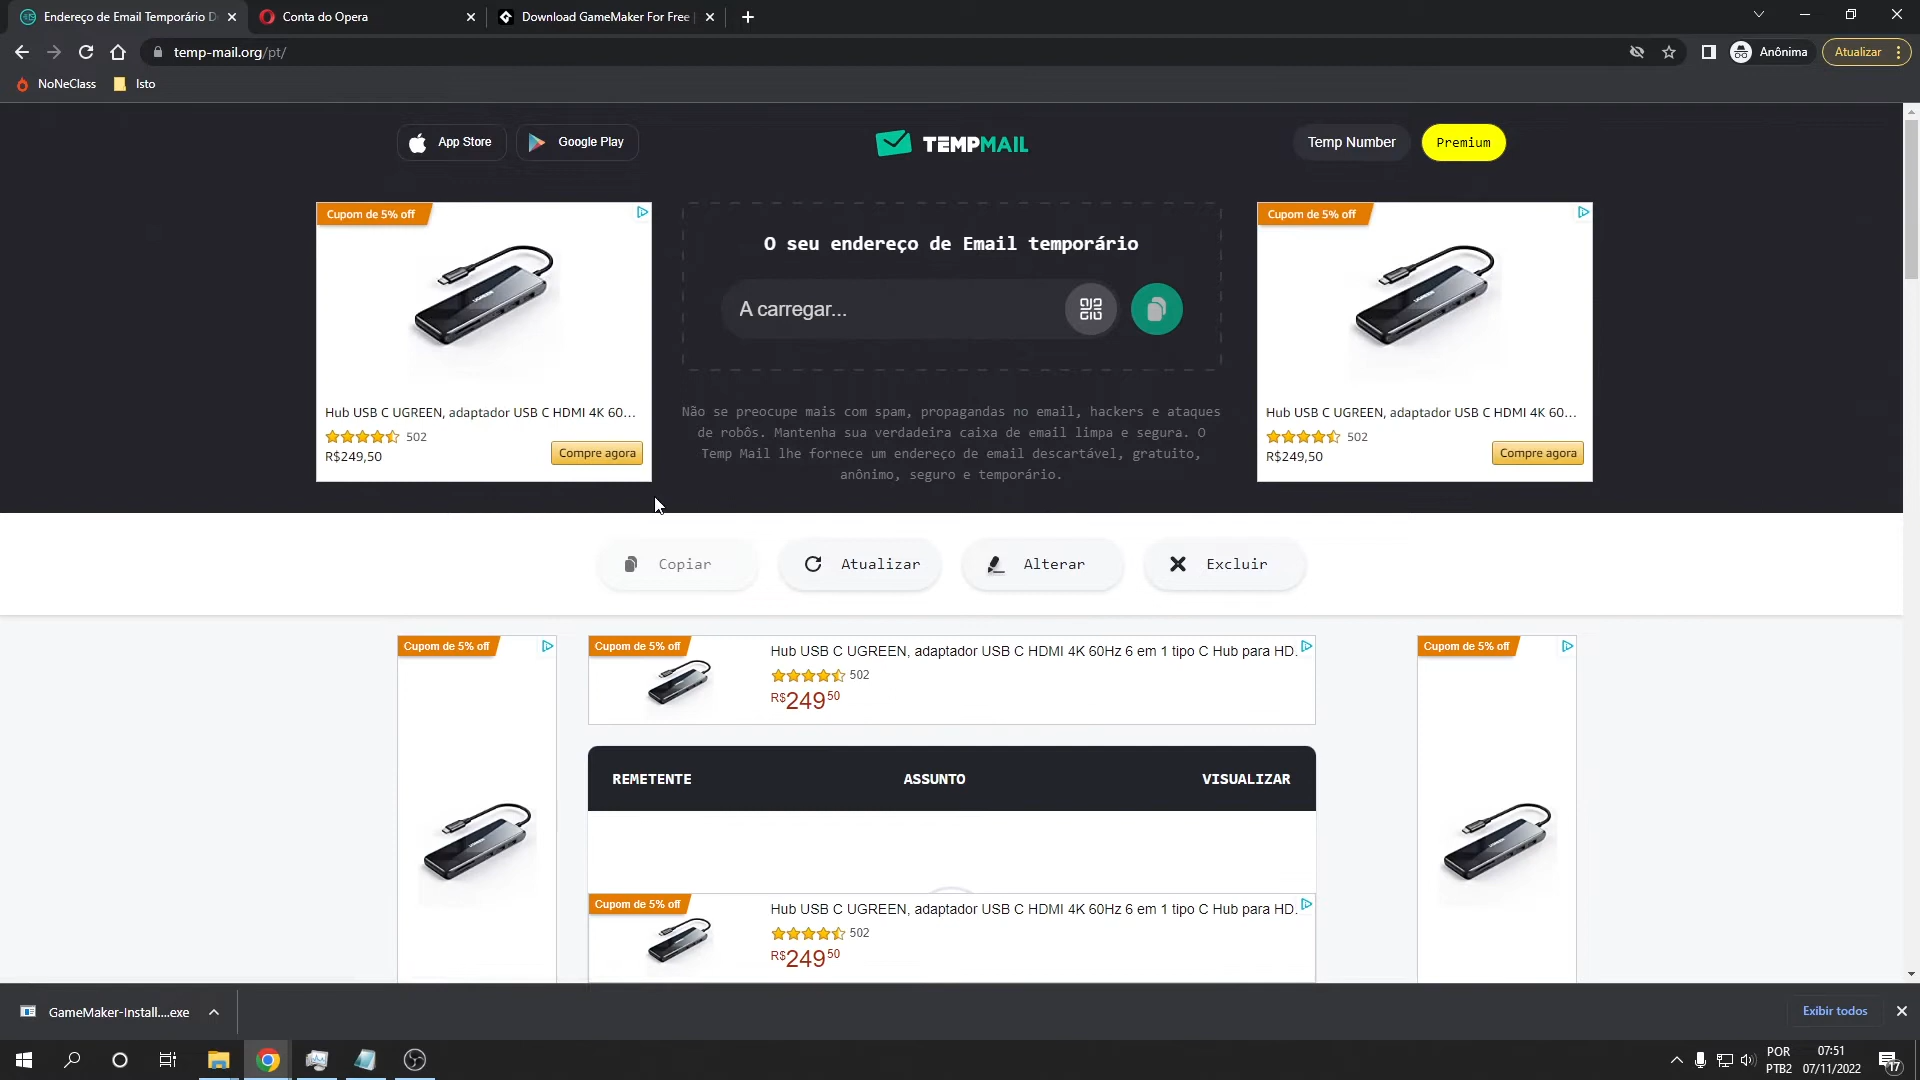 Endereço de Email Temporário D
Conta do Opera
Download GameMaker For Free
temp-mail.org/pt/
Anônima
Atualizar
NoNeClass
Isto
App Store
Google Play
TEMPMAIL
Temp Number
Premium
Cupom de 5% off
UGREEN
Hub USB C UGREEN, adaptador USB C HDMI 4K 60...
502
R$249,50
Compre agora
O seu endereço de Email temporário
A carregar...
Não se preocupe mais com spam, propagandas no email, hackers e ataques
de robôs. Mantenha sua verdadeira caixa de email limpa e segura. O
Temp Mail lhe fornece um endereço de email descartável, gratuito,
anônimo, seguro e temporário.
Cupom de 5% off
UGREEN
Hub USB C UGREEN, adaptador USB C HDMI 4K 60...
502
R$249,50
Compre agora
Copiar
Atualizar
Alterar
Excluir
Cupom de 5% off
Cupom de 5% off
Hub USB C UGREEN, adaptador USB C HDMI 4K 60Hz 6 em 1 tipo C Hub para HD.
502
R$249 50
Cupom de 5% off
REMETENTE
ASSUNTO
VISUALIZAR
Cupom de 5% off
Hub USB C UGREEN, adaptador USB C HDMI 4K 60Hz 6 em 1 tipo C Hub para HD.
502
R$249 50
GameMaker-Install....exe
Exibir todos
POR
PTB2
07:51
07/11/2022
17